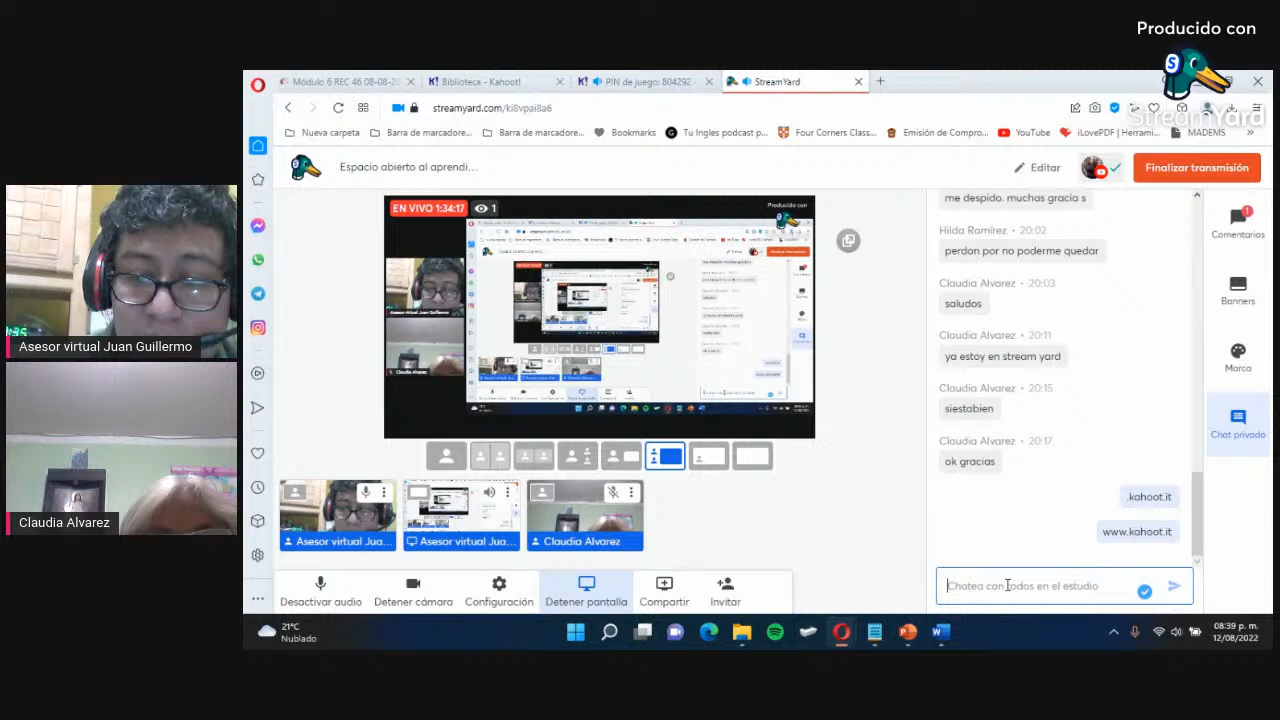 Producido con
StreamYard
Módulo 6 REC 46 08-08-20
Biblioteca - Kahoot!
PIN de juego: 804292 -
StreamYard
streamyard.com/ki8vpai8a6
Nueva carpeta
Barra de marcadore...
Barra de marcadore...
Bookmarks
Tu Ingles podcast p...
Four Corners Class...
Emisión de Compro...
YouTube
iLovePDF | Herrami...
MADEMS
Espacio abierto al aprendi...
Editar
Finalizar transmisión
EN VIVO 1:34:17
1
Producido con
me despido. muchas gracia s
Hilda Ramírez • 20:02
perdon por no poderme quedar
Claudia Alvarez • 20:03
saludos
Claudia Alvarez • 20:11
ya estoy en stream yard
Claudia Alvarez • 20:15
siestabien
Claudia Alvarez • 20:17
ok gracias
.kahoot.it
www.kahoot.it
Chatea con todos en el estudio
1
Comentarios
Banners
Marca
Chat privado
Asesor virtual Juan Guillermo
Claudia Alvarez
Asesor virtual Jua...
Asesor virtual Jua...
Claudia Alvarez
Desactivar audio
Detener cámara
Configuración
Detener pantalla
Compartir
Invitar
21°C
Nublado
08:39 p. m.
12/08/2022